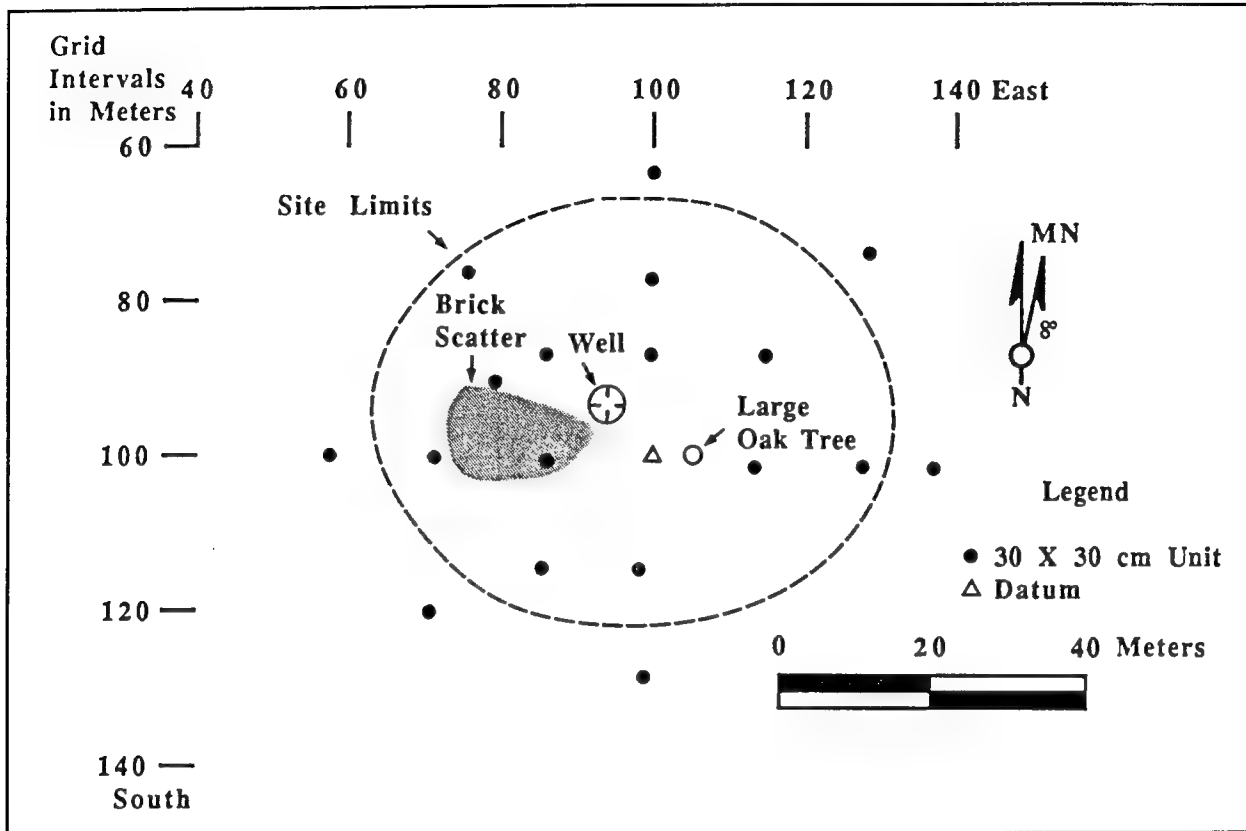 Grid
Intervals
in Meters
40 60 80 100 120 140 East
60
Site Limits
MN
80
Brick
Scatter
Well
8°
N
Large
Oak Tree
100
Legend
30 X 30 cm Unit
Datum
120
0 20 40 Meters
140
South